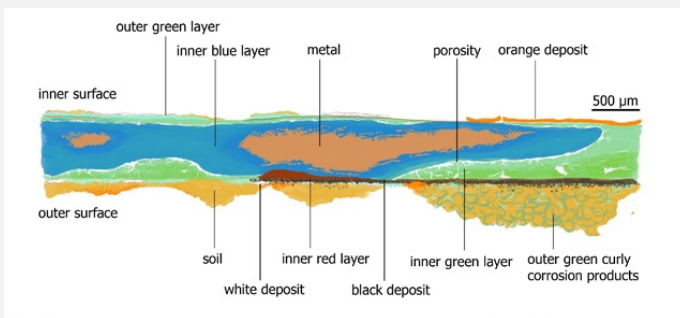 outer green layer
inner blue layer
metal
porosity
orange deposit
inner surface
500 µm
outer surface
soil
inner red layer
inner green layer
outer green curly
corrosion products
white deposit
black deposit